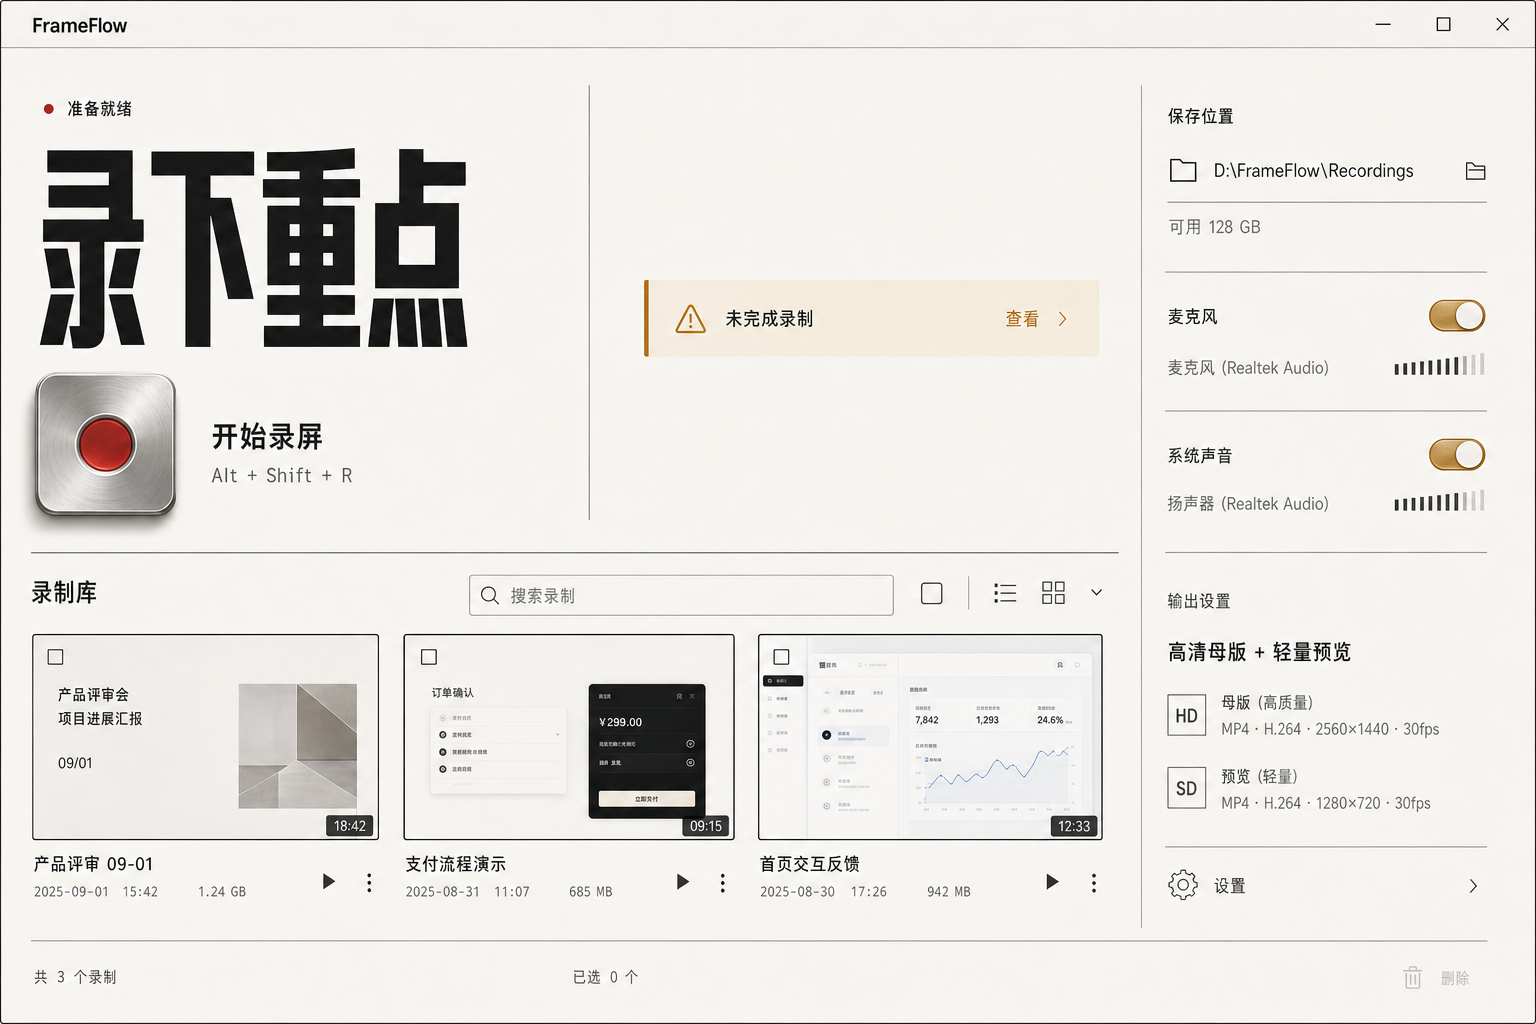 FrameFlow
准备就绪
录下重点
开始录屏
Alt + Shift + R
未完成录制
查看
保存位置
D:\FrameFlow\Recordings
可用 128 GB
麦克风
麦克风 (Realtek Audio)
系统声音
扬声器 (Realtek Audio)
输出设置
高清母版 + 轻量预览
HD
母版 (高质量)
MP4 · H.264 · 2560×1440 · 30fps
SD
预览 (轻量)
MP4 · H.264 · 1280×720 · 30fps
设置
录制库
搜索录制
产品评审会
项目进展汇报
09/01
18:42
产品评审 09-01
2025-09-01 15:42 1.24 GB
订单确认
¥299.00
立即支付
09:15
支付流程演示
2025-08-31 11:07 685 MB
7,842
1,293
24.6%
12:33
首页交互反馈
2025-08-30 17:26 942 MB
共 3 个录制
已选 0 个
删除